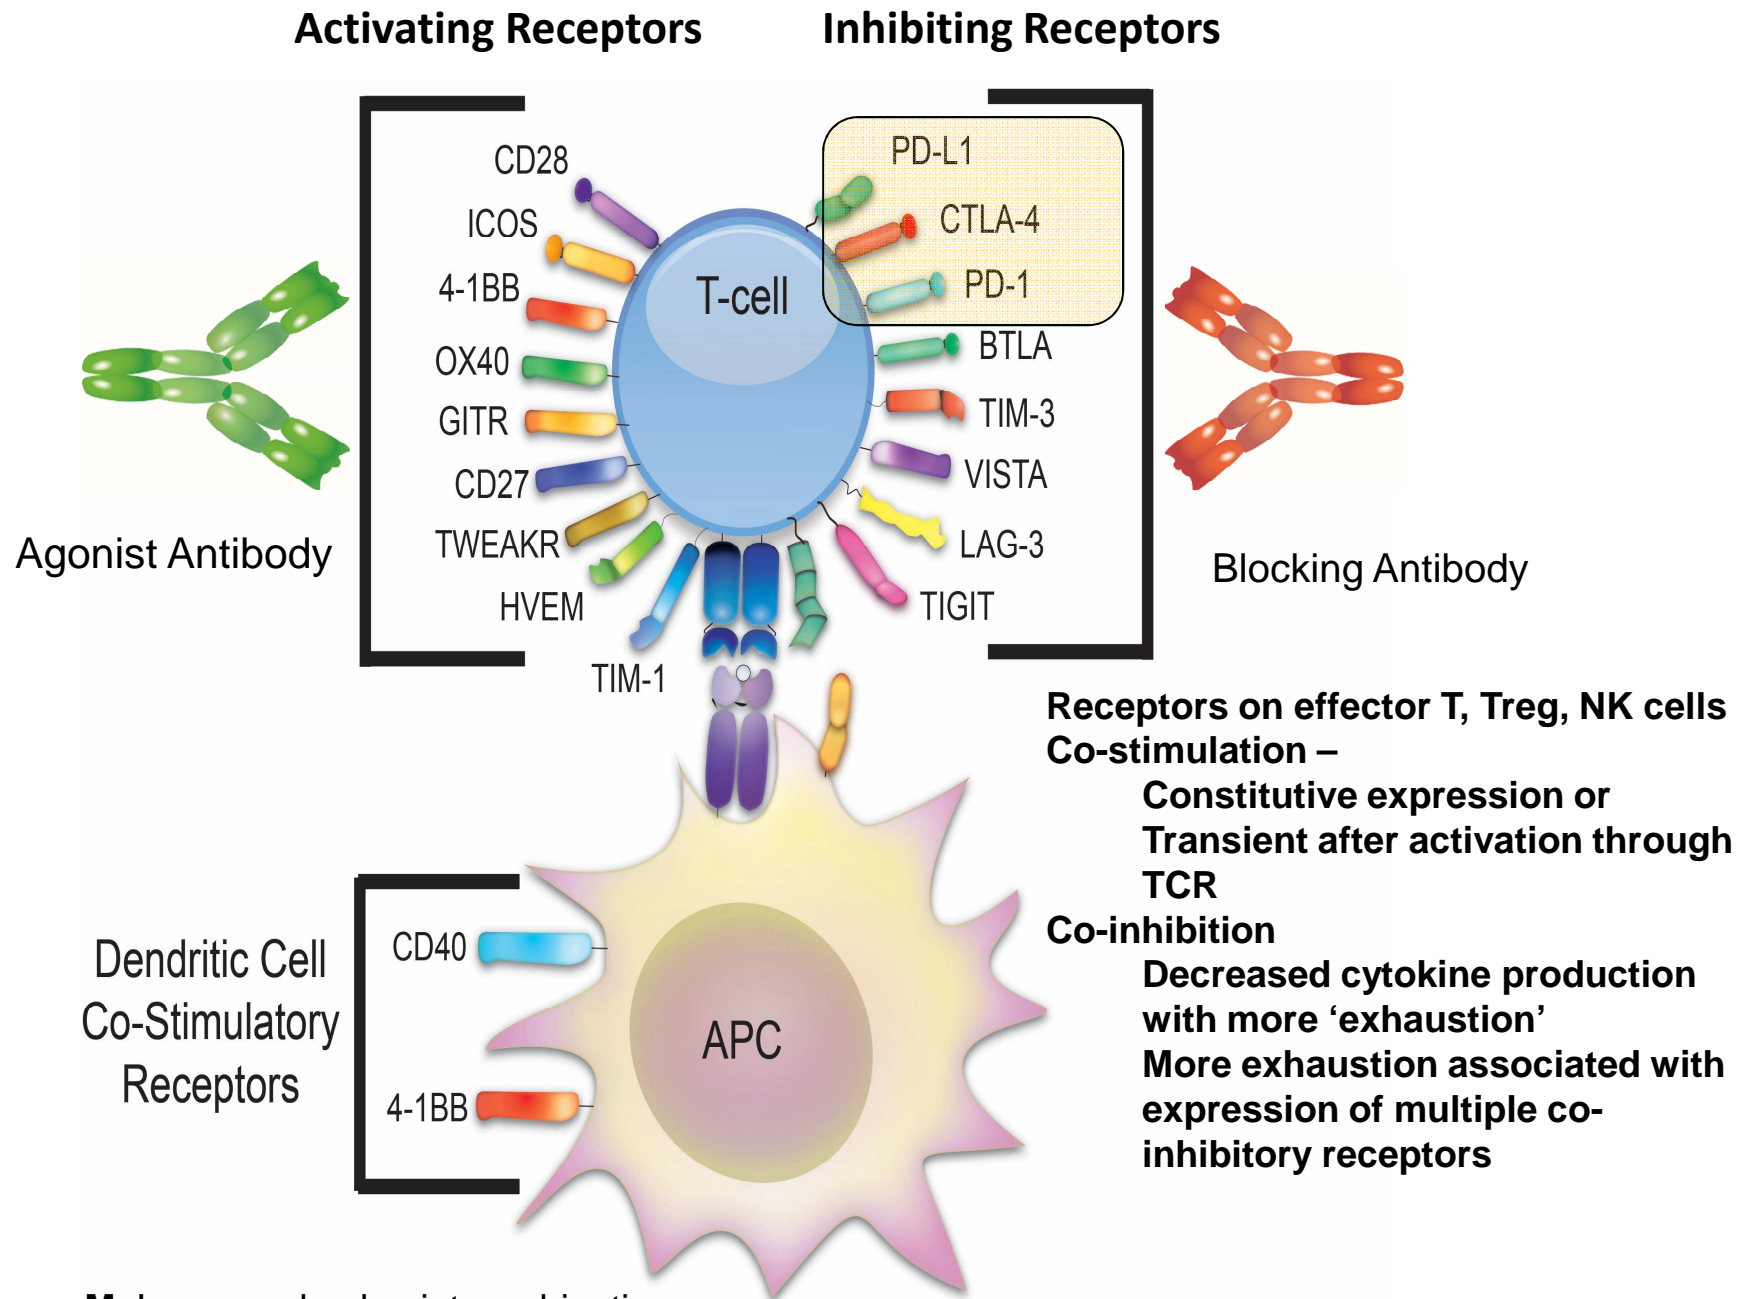 Activating Receptors
Inhibiting Receptors
CD28
ICOS
4-1BB
OX40
GITR
CD27
TWEAKR
HVEM
TIM-1
T-cell
PD-L1
CTLA-4
PD-1
BTLA
TIM-3
VISTA
LAG-3
TIGIT
Agonist Antibody
Blocking Antibody
Receptors on effector T, Treg, NK cells
Co-stimulation –
Constitutive expression or
Transient after activation through
TCR
Co-inhibition
Decreased cytokine production
with more ‘exhaustion’
More exhaustion associated with
expression of multiple co-
inhibitory receptors
Dendritic Cell
Co-Stimulatory
Receptors
CD40
4-1BB
APC